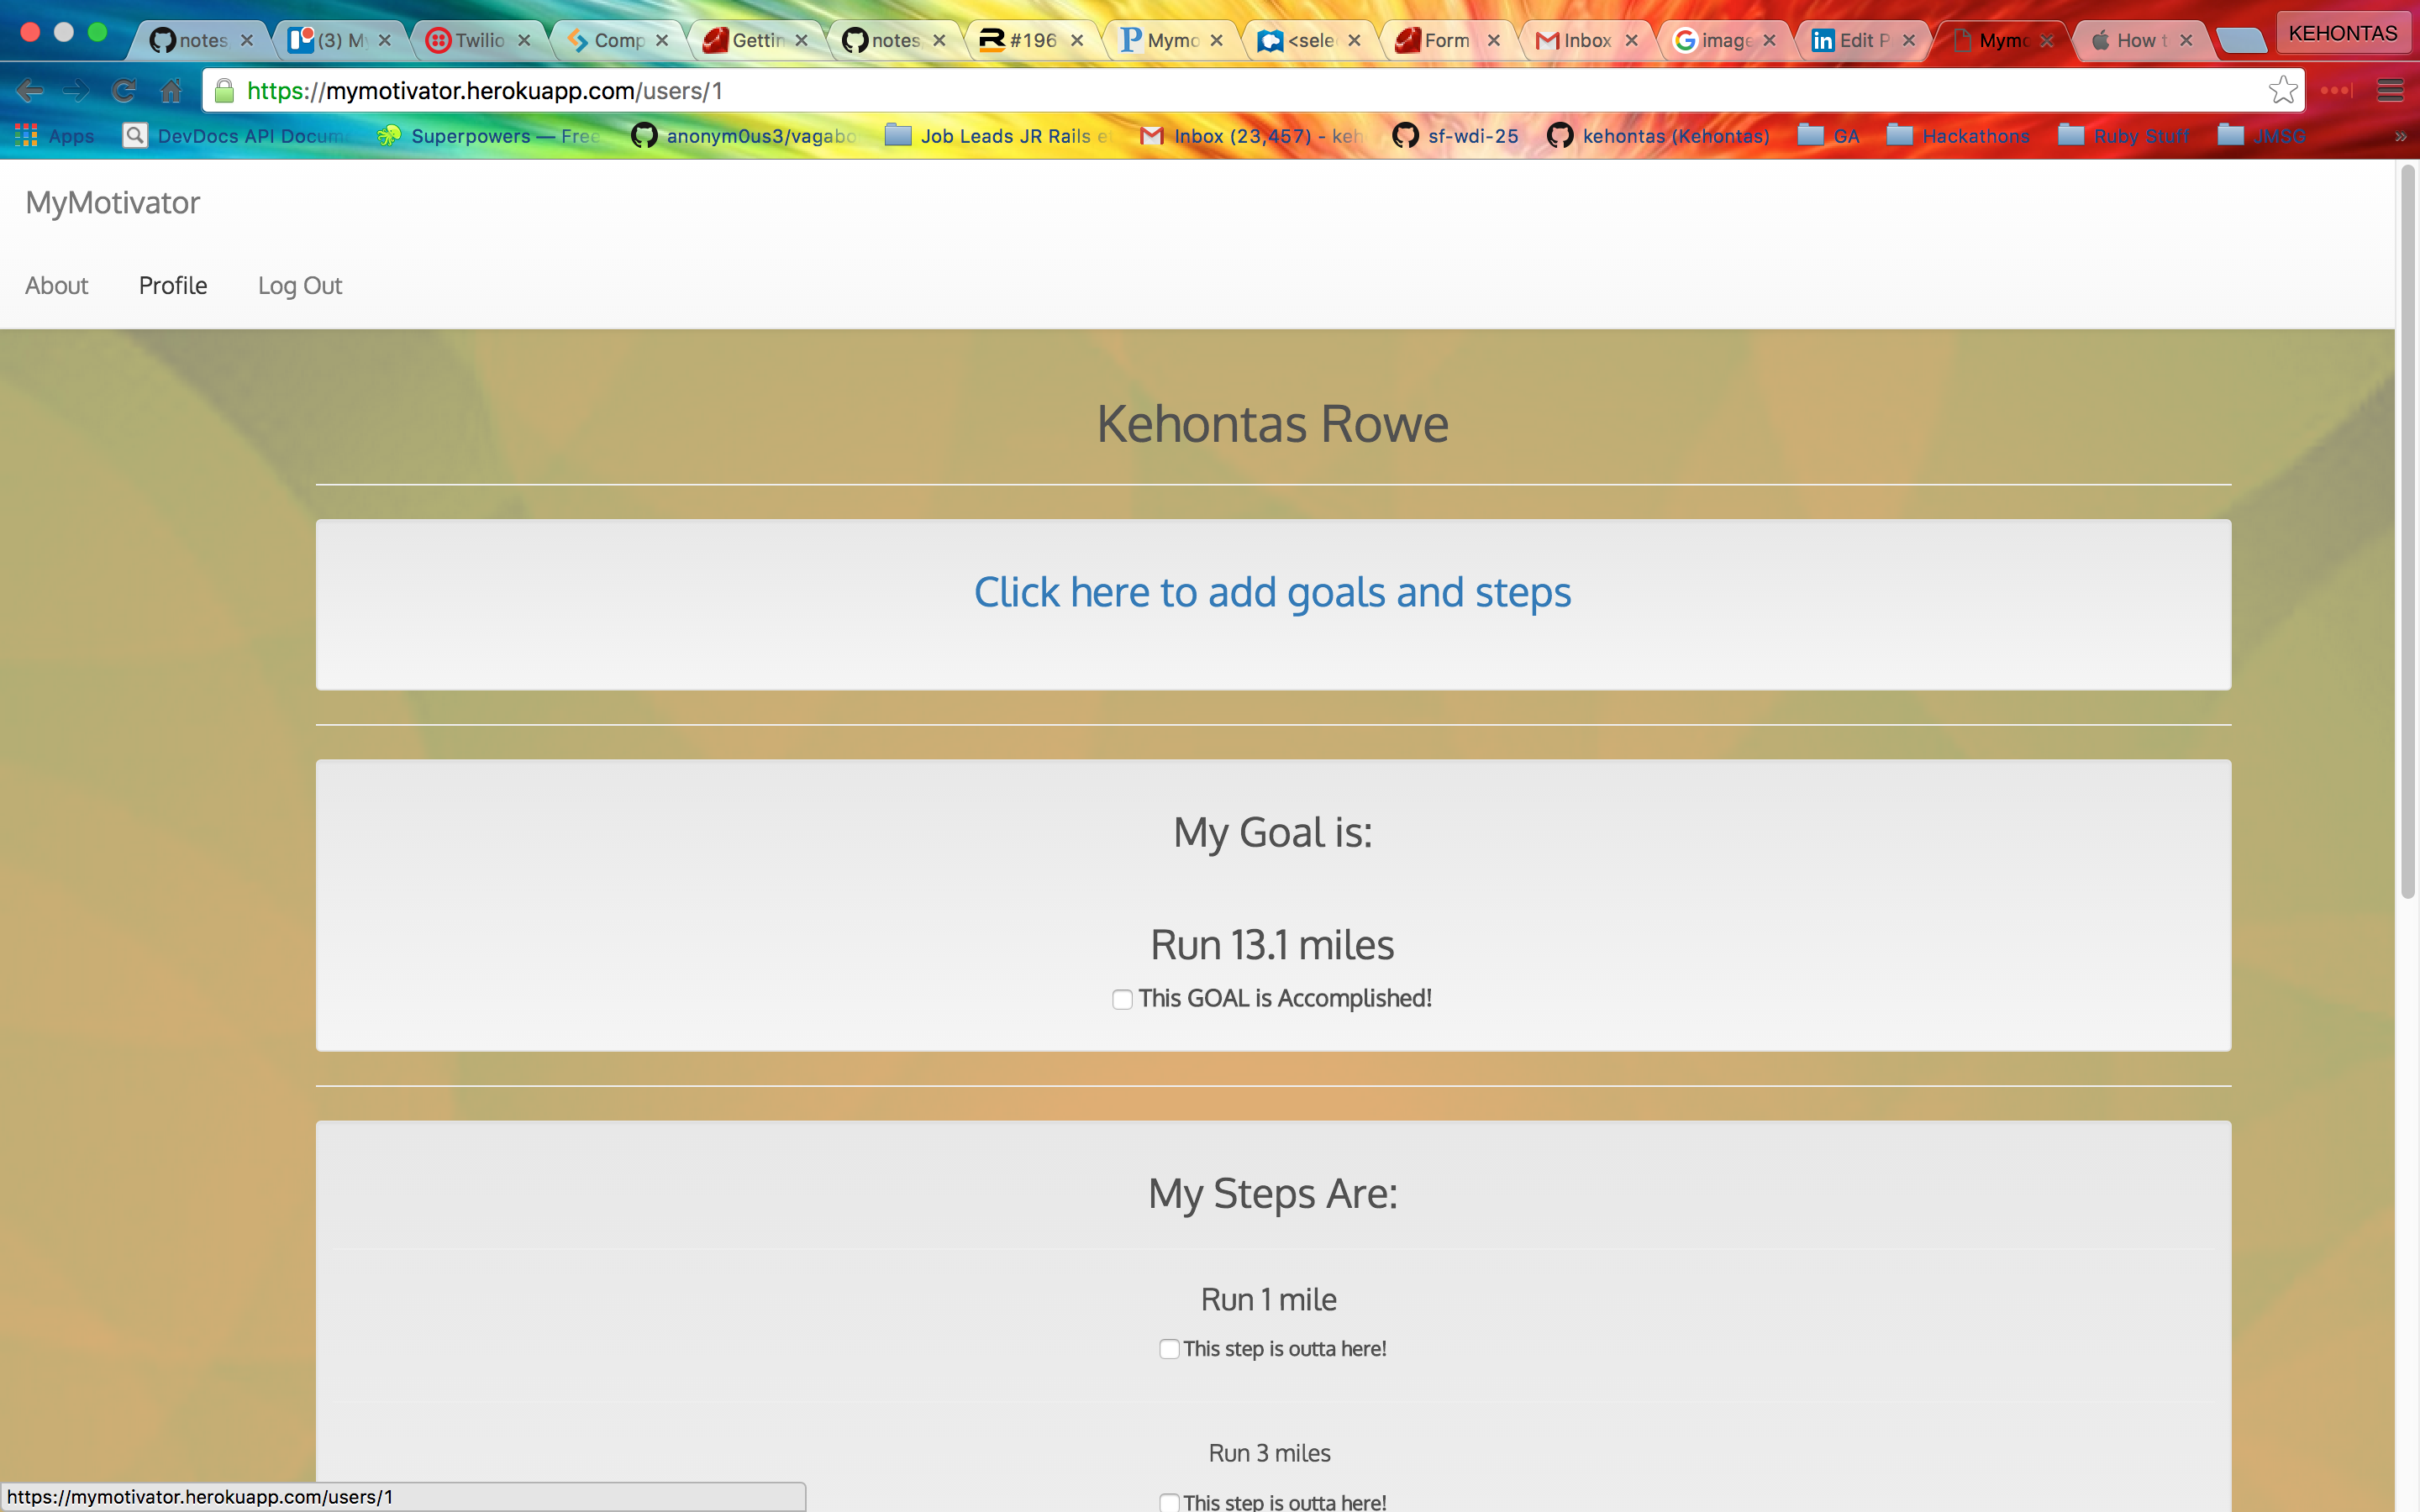 notes
(3) My
Twilio
Comp
Gettin
notes
#196
Mymo
<sele
Form
Inbox
image
Edit P
Mymo
How t
KEHONTAS
https://mymotivator.herokuapp.com/users/1
Apps
DevDocs API Docum
Superpowers — Free
anonym0us3/vagabo
Job Leads JR Rails et
Inbox (23,457) - keh
sf-wdi-25
kehontas (Kehontas)
GA
Hackathons
Ruby Stuff
JMSG
»
MyMotivator
About Profile Log Out
Kehontas Rowe
Click here to add goals and steps
My Goal is:
Run 13.1 miles
This GOAL is Accomplished!
My Steps Are:
Run 1 mile
This step is outta here!
Run 3 miles
This step is outta here!
https://mymotivator.herokuapp.com/users/1